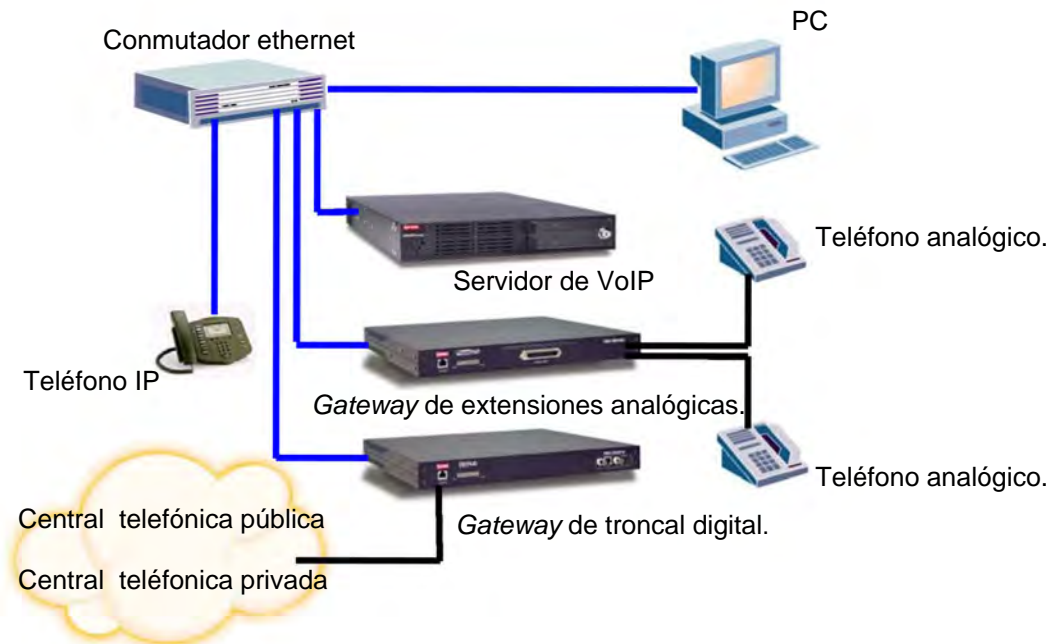 PC
Conmutador ethernet
Teléfono analógico.
Servidor de VoIP
Teléfono IP
Gateway de extensiones analógicas.
Teléfono analógico.
Central telefónica pública
Gateway de troncal digital.
Central teléfonica privada